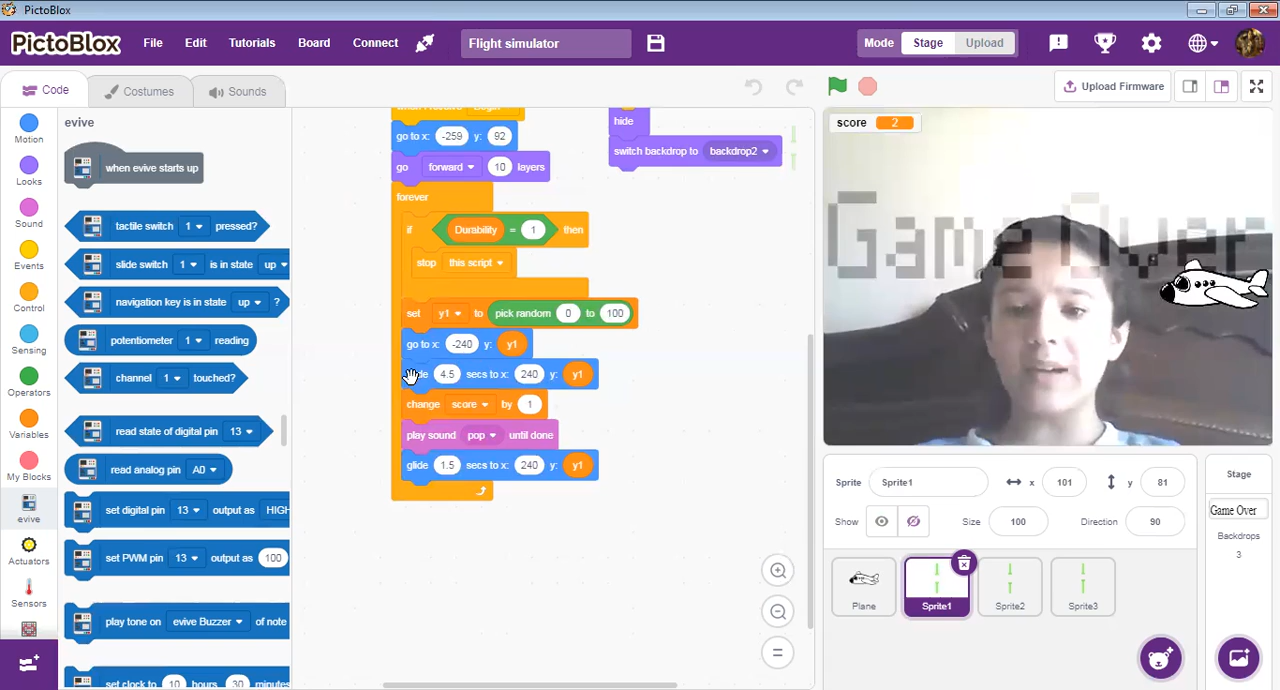 PictoBlox
PictoBlox File Edit Tutorials Board Connect Flight simulator Mode Stage Upload
Code Costumes Sounds Upload Firmware
evive
when evive starts up
Motion
Looks
Sound
Events
Control
Sensing
Operators
Variables
My Blocks
evive
Actuators
Sensors
tactile switch 1 pressed?
slide switch 1 is in state up
navigation key is in state up ?
potentiometer 1 reading
channel 1 touched?
read state of digital pin 13
read analog pin A0
set digital pin 13 output as HIGH
set PWM pin 13 output as 100
play tone on evive Buzzer of note
set clock to 10 hours, 30 minutes
go to x: -259 y: 92
go forward 10 layers
forever
if Durability = 1 then
stop this script
set y1 to pick random 0 to 100
go to x: -240 y: y1
glide 4.5 secs to x: 240 y: y1
change score by 1
play sound pop until done
glide 1.5 secs to x: 240 y: y1
hide
switch backdrop to backdrop2
score 2
Game Over
Sprite Sprite1 x 101 y 81
Show Size 100 Direction 90
Plane Sprite1 Sprite2 Sprite3
Stage
Game Over
Backdrops
3